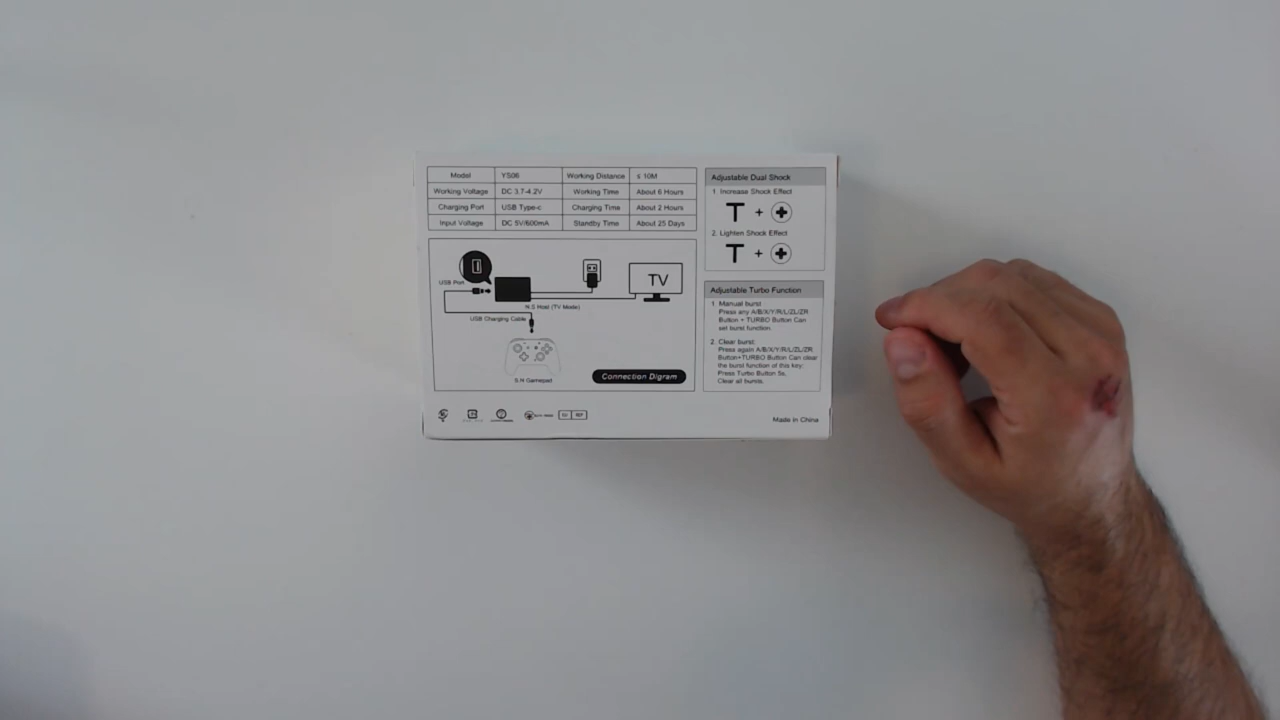 Model YS06 Working Distance ≤ 10M
Working Voltage DC 3.7-4.2V Working Time About 6 Hours
Charging Port USB Type-c Charging Time About 2 Hours
Input Voltage DC 5V/600mA Standby Time About 25 Days
USB Port
TV
N.S Host (TV Mode)
USB Charging Cable
S.N Gamepad
Connection Digram
Adjustable Dual Shock
1. Increase Shock Effect
T +
2. Lighten Shock Effect
T +
Adjustable Turbo Function
1. Manual burst
Press any A/B/X/Y/R/L/ZL/ZR
Button + TURBO Button Can
set burst function.
2. Clear burst:
Press again A/B/X/Y/R/L/ZL/ZR
Button+TURBO Button Can clear
the burst function of this key:
Press Turbo Button 5s,
Clear all bursts.
Made in China